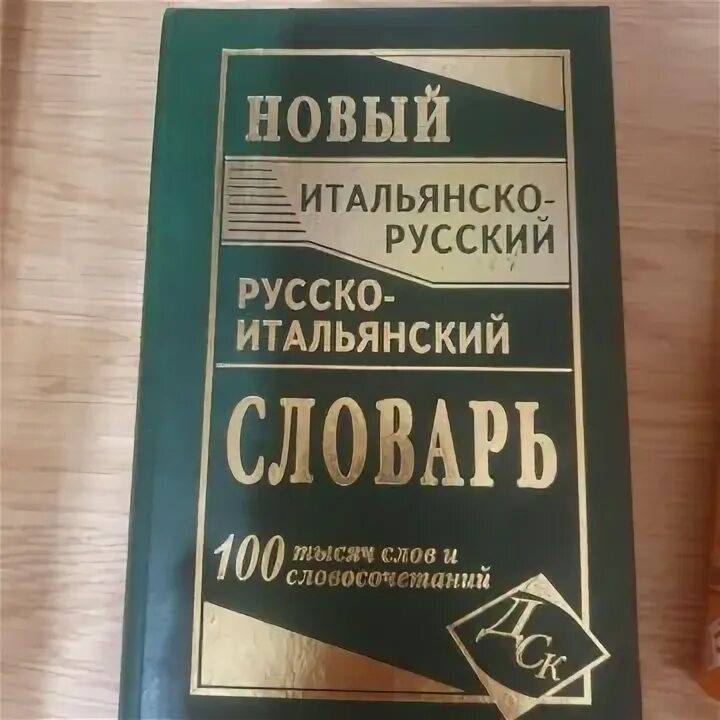 НОВЫЙ
ИТАЛЬЯНСКО-
РУССКИЙ
РУССКО-
ИТАЛЬЯНСКИЙ
СЛОВАРЬ
100 тысяч слов и
словосочетаний
ДСК